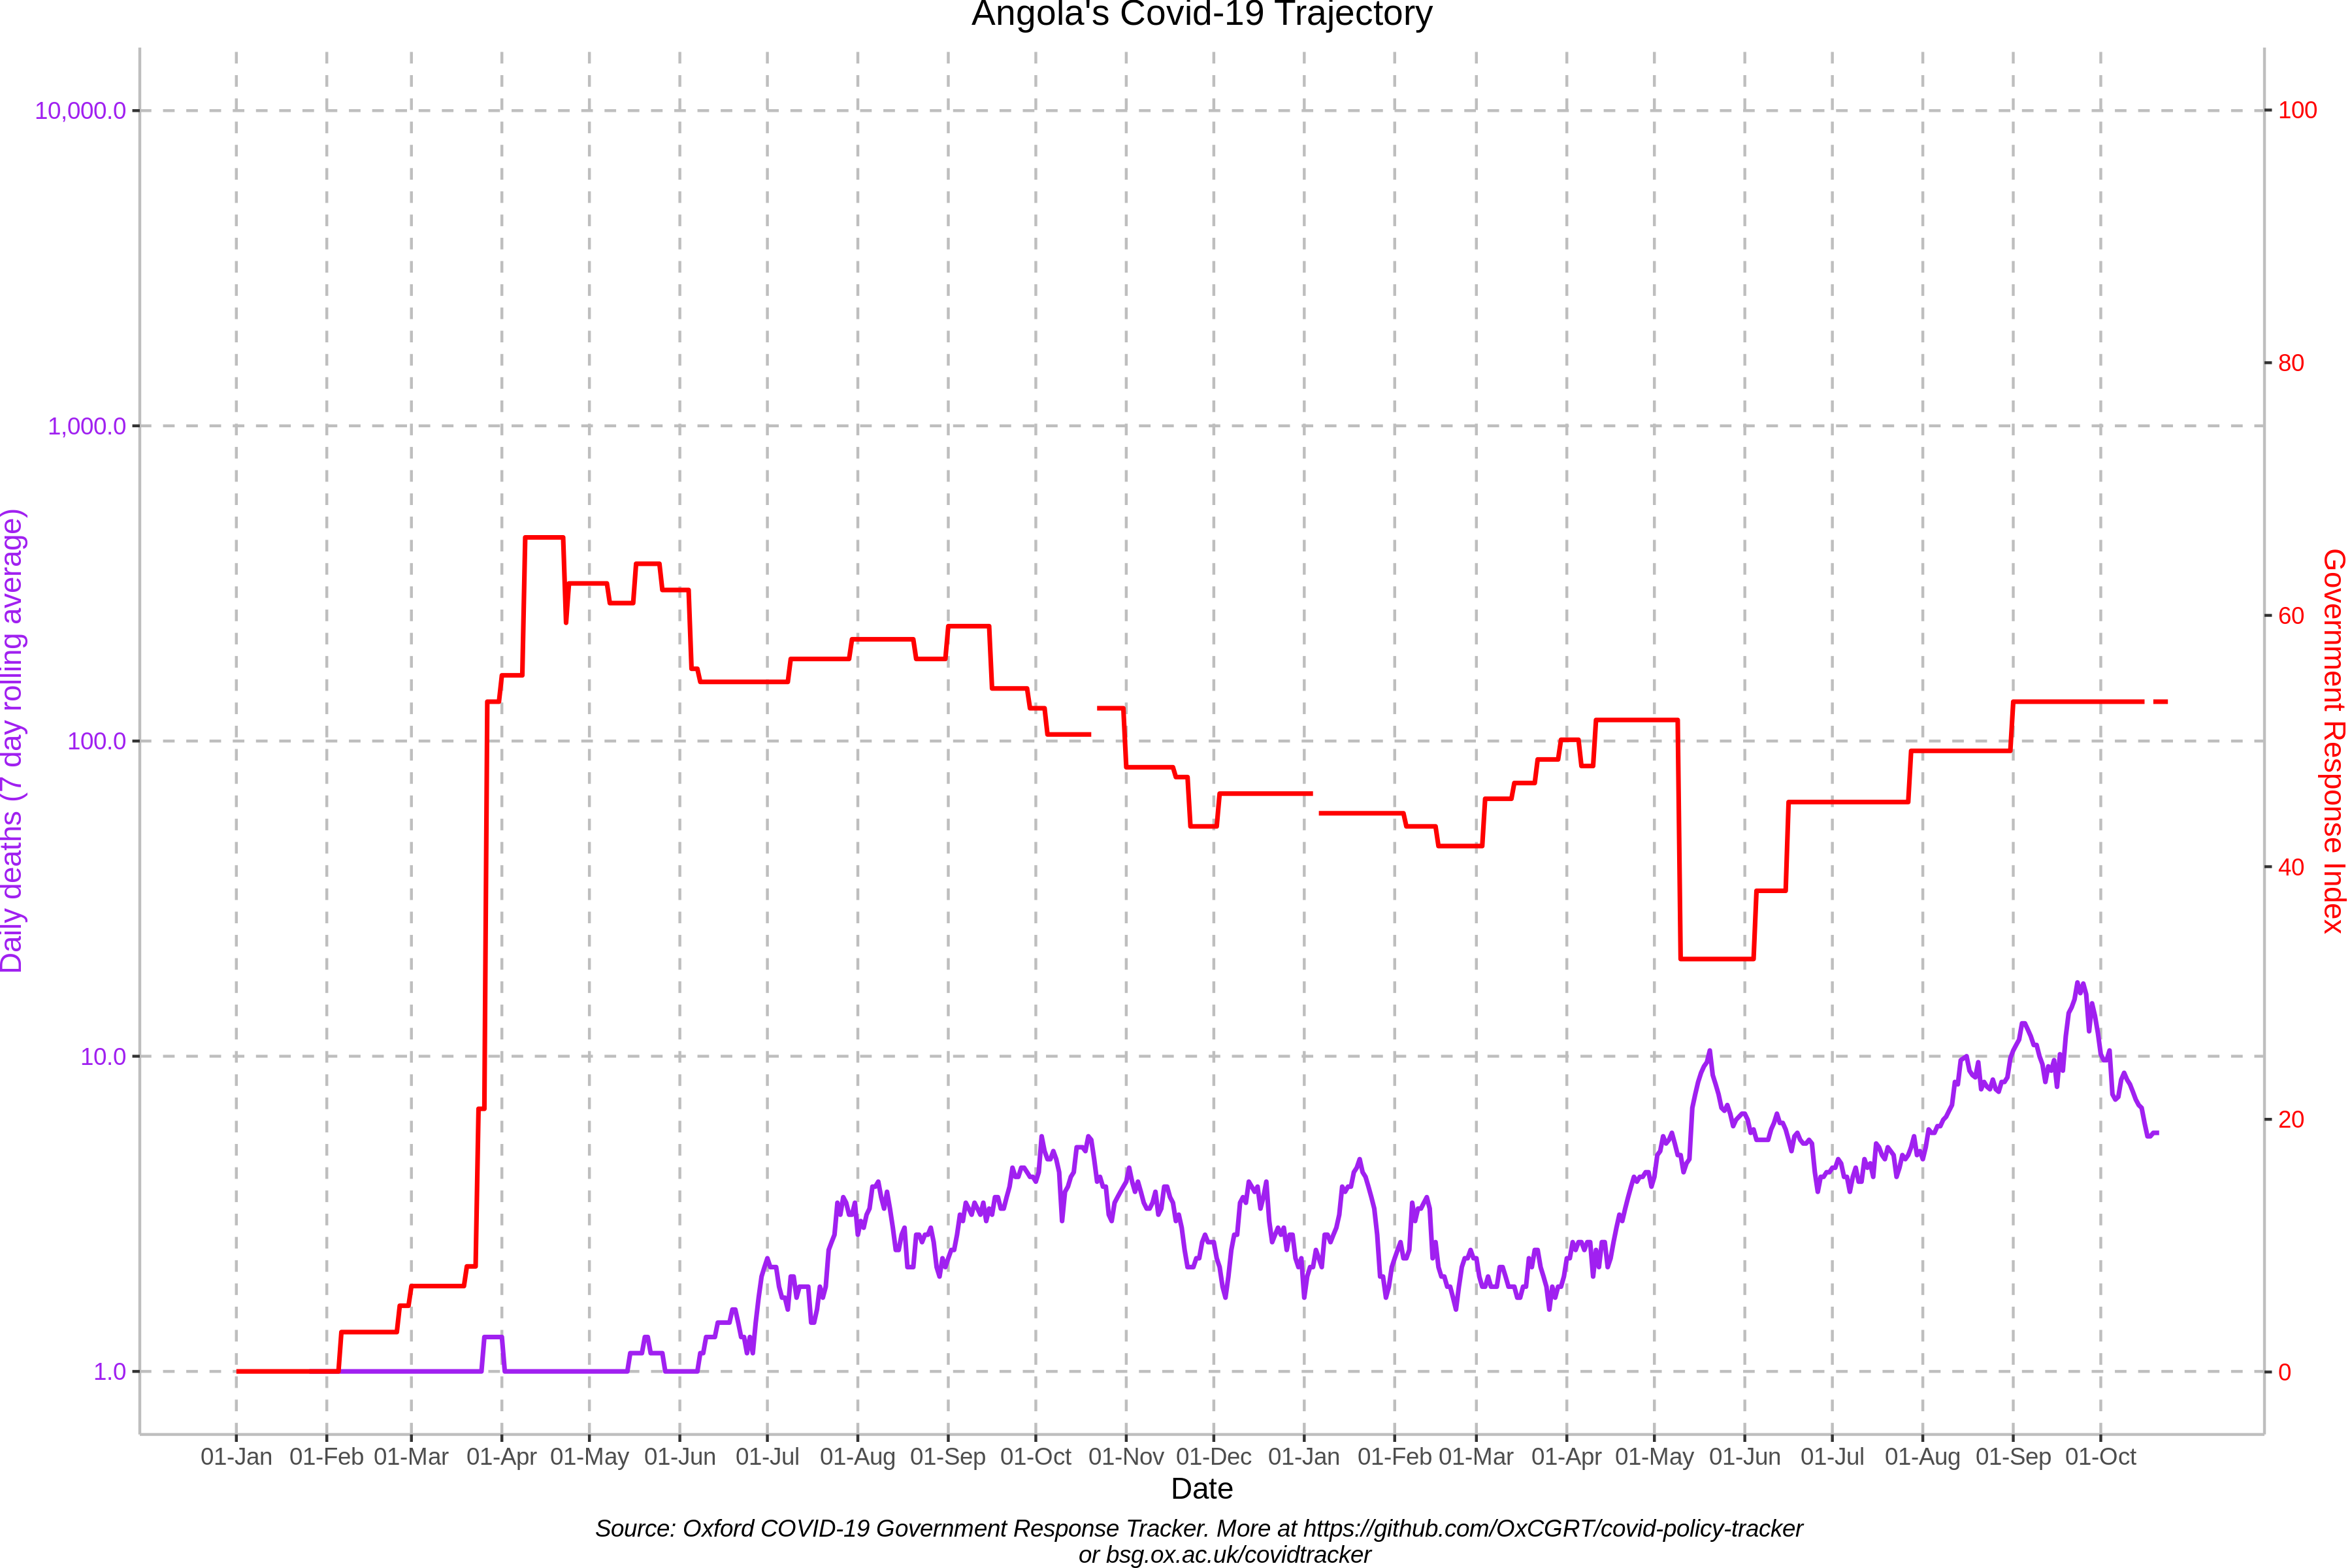 Angola's Covid-19 Trajectory
10,000.0
1,000.0
100.0
10.0
1.0
Daily deaths (7 day rolling average)
100
80
60
40
20
0
Government Response Index
01-Jan 01-Feb 01-Mar 01-Apr 01-May 01-Jun 01-Jul 01-Aug 01-Sep 01-Oct 01-Nov 01-Dec 01-Jan 01-Feb 01-Mar 01-Apr 01-May 01-Jun 01-Jul 01-Aug 01-Sep 01-Oct
Date
Source: Oxford COVID-19 Government Response Tracker. More at https://github.com/OxCGRT/covid-policy-tracker
or bsg.ox.ac.uk/covidtracker